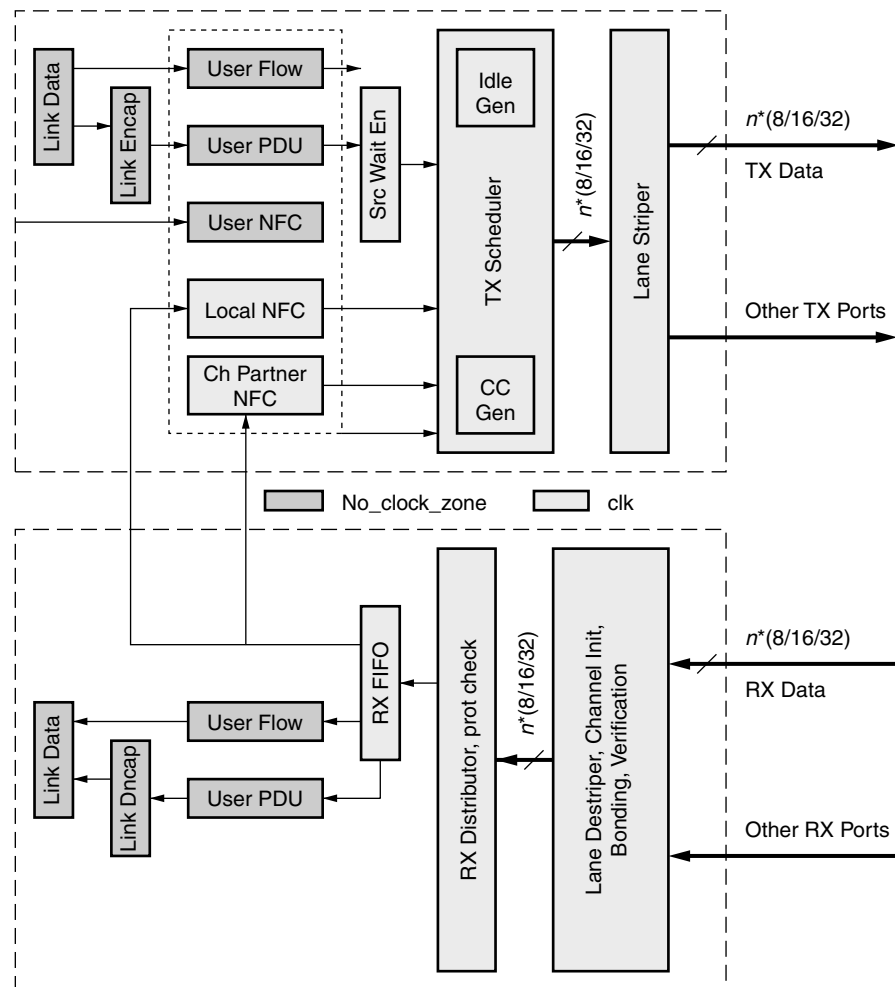 Link Data
Link Encap
User Flow
User PDU
User NFC
Local NFC
Ch Partner
NFC
Src Wait En
Idle
Gen
TX Scheduler
CC
Gen
n*(8/16/32)
Lane Striper
n*(8/16/32)
TX Data
Other TX Ports
No_clock_zone
clk
Link Data
Link Dncap
User Flow
User PDU
RX FIFO
RX Distributor, prot check
n*(8/16/32)
Lane Destriper, Channel Init,
Bonding, Verification
n*(8/16/32)
RX Data
Other RX Ports